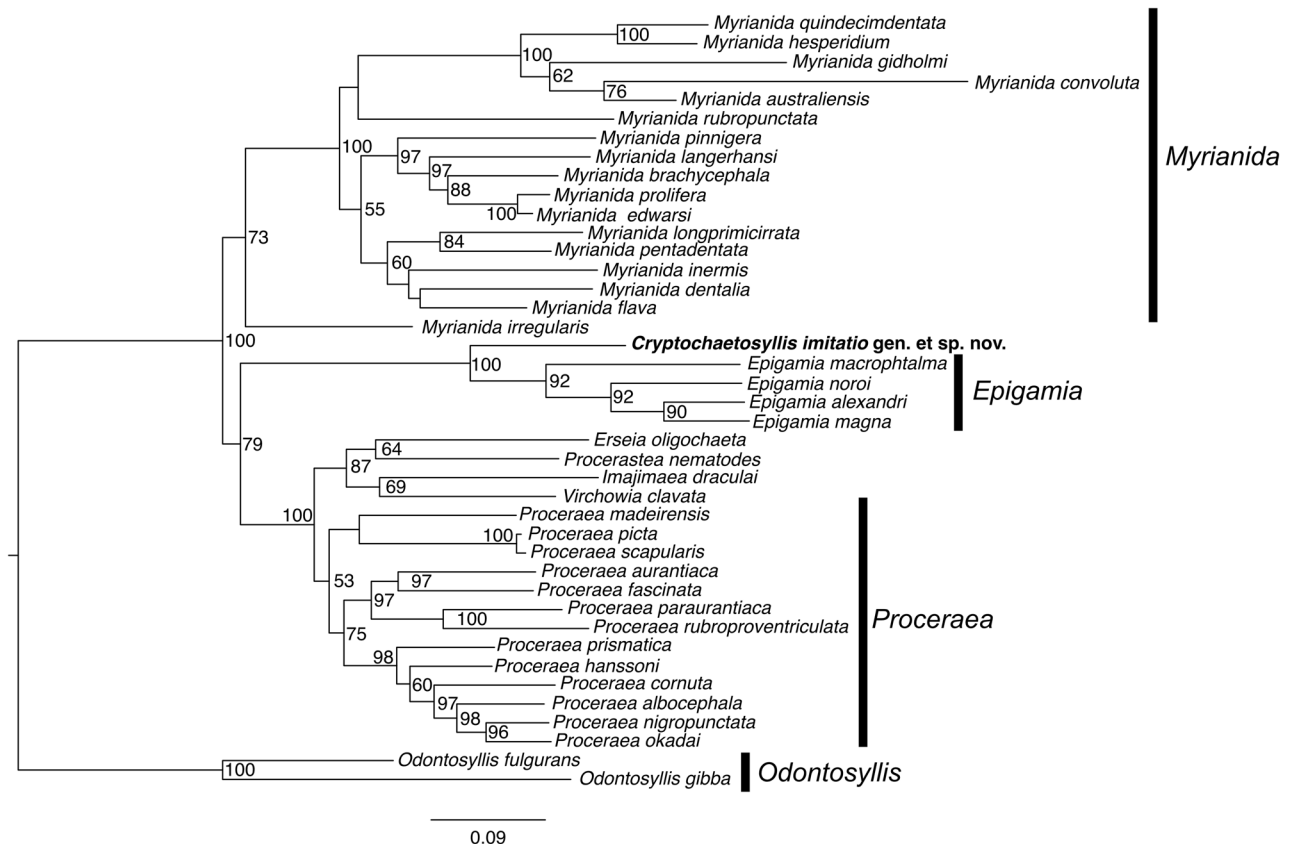 Myrianida quindecimdentata
100
Myrianida hesperidium
100
Myrianida gidholmi
62
Myrianida convoluta
76
Myrianida australiensis
Myrianida rubropunctata
Myrianida pinnigera
100
97
Myrianida langerhansi
Myrianida
97
Myrianida brachycephala
88
Myrianida prolifera
100
Myrianida edwarsi
55
Myrianida longprimicirrata
84
Myrianida pentadentata
73
60
Myrianida inermis
Myrianida dentalia
Myrianida flava
Myrianida irregularis
100
Cryptochaetosyllis imitatio gen. et sp. nov.
100
Epigamia macrophtalma
92
Epigamia noroi
92
Epigamia
Epigamia alexandri
90
Epigamia magna
79
Erseia oligochaeta
64
Procerastea nematodes
87
Imajimaea draculai
69
Virchowia clavata
100
Proceraea madeirensis
100
Proceraea picta
Proceraea scapularis
53
Proceraea aurantiaca
97
Proceraea fascinata
97
Proceraea paraurantiaca
100
Proceraea rubroproventriculata
Proceraea
75
Proceraea prismatica
98
Proceraea hanssoni
60
Proceraea cornuta
97
Proceraea albocephala
98
Proceraea nigropunctata
96
Proceraea okadai
Odontosyllis fulgurans
100
Odontosyllis gibba
Odontosyllis
0.09